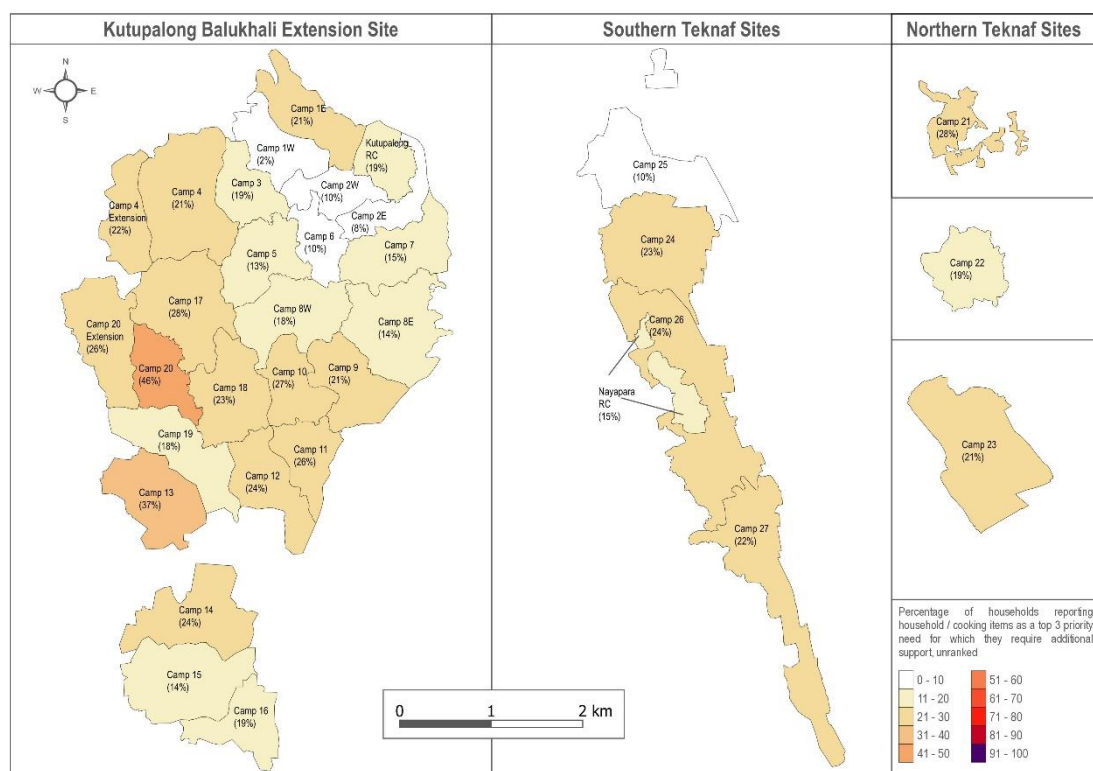 Kutupalong Balukhali Extension Site
Southern Teknaf Sites
Northern Teknaf Sites
N
W
E
S
Camp 1E
(21%)
Camp 1W
(2%)
Kutupalong
RC
(19%)
Camp 3
(19%)
Camp 2W
(10%)
Camp 4
(21%)
Camp 4
Extension
(22%)
Camp 2E
(8%)
Camp 6
(10%)
Camp 7
(15%)
Camp 5
(13%)
Camp 17
(28%)
Camp 8W
(18%)
Camp 8E
(14%)
Camp 20
Extension
(26%)
Camp 20
(46%)
Camp 18
(23%)
Camp 10
(27%)
Camp 9
(21%)
Camp 19
(18%)
Camp 11
(26%)
Camp 12
(24%)
Camp 13
(37%)
Camp 14
(24%)
Camp 15
(14%)
Camp 16
(19%)
Camp 25
(10%)
Camp 24
(23%)
Camp 26
(24%)
Nayapara
RC
(15%)
Camp 27
(22%)
0 1 2 km
Camp 21
(28%)
Camp 22
(19%)
Camp 23
(21%)
Percentage of households reporting
household / cooking items as a top 3 priority
need for which they require additional
support, unranked
0 - 10
11 - 20
21 - 30
31 - 40
41 - 50
51 - 60
61 - 70
71 - 80
81 - 90
91 - 100